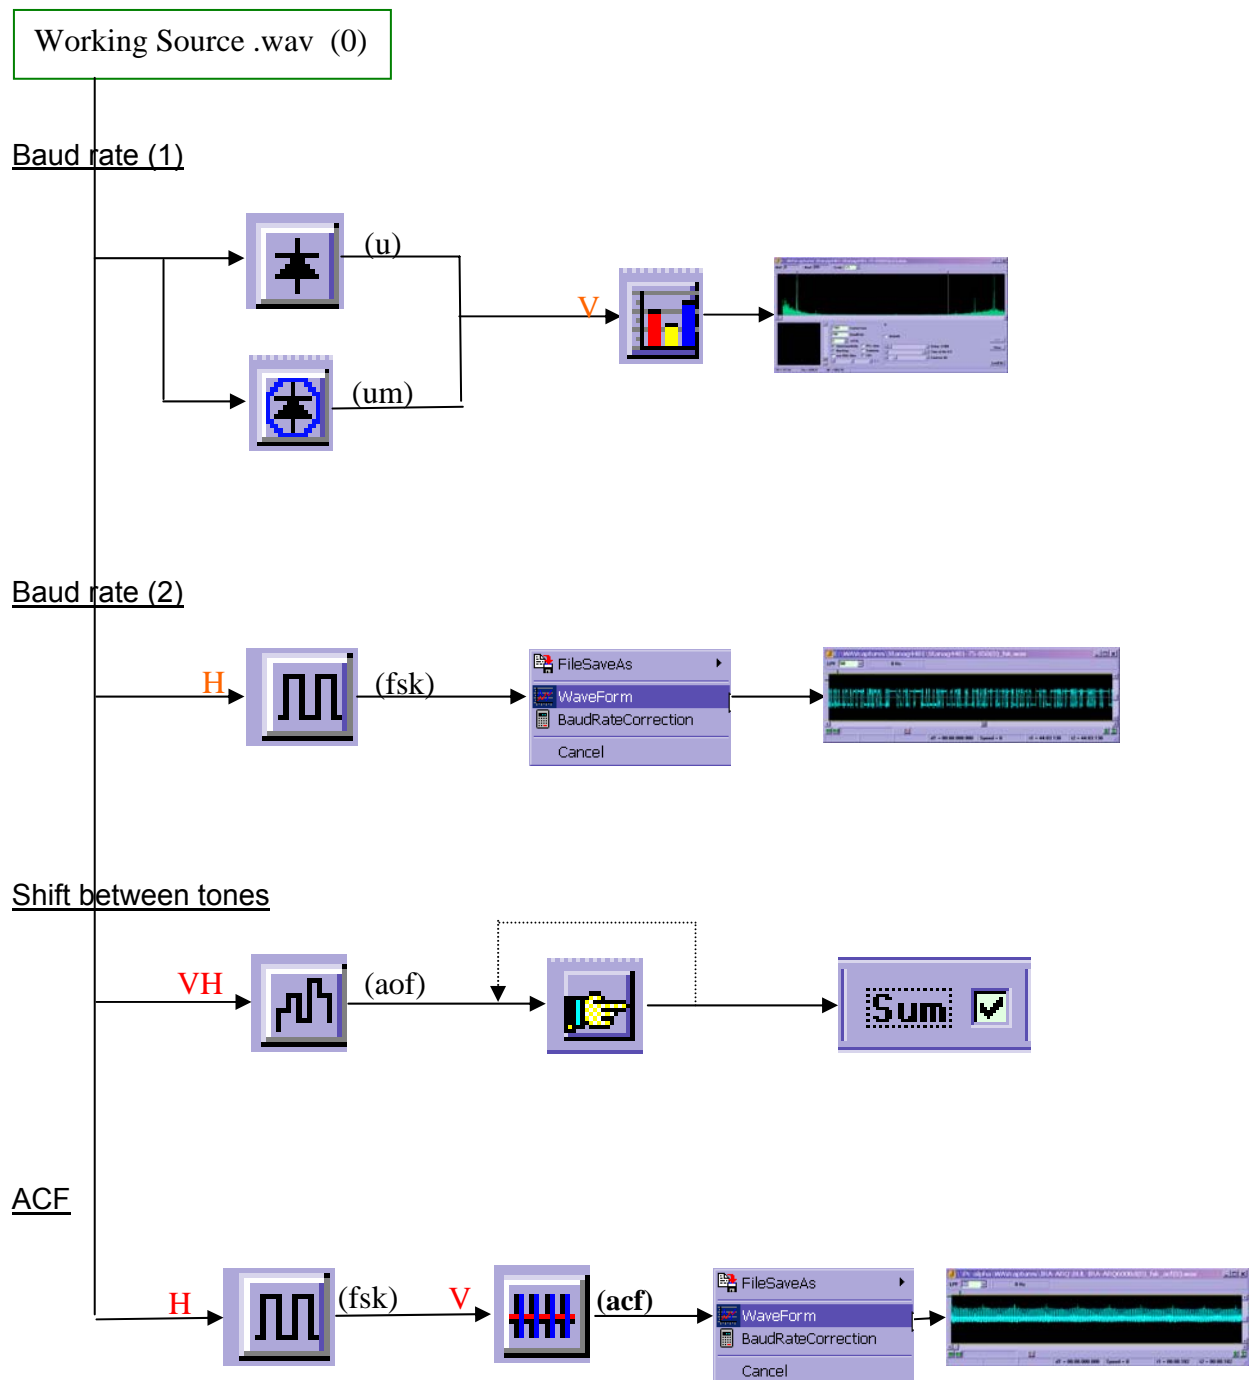 Working Source .wav (0)
Baud rate (1)
(u)
V
(um)
Baud rate (2)
H
(fsk)
FileSaveAs
WaveForm
BaudRateCorrection
Cancel
Shift between tones
VH
(aof)
Sum
ACF
H
(fsk)
V
(acf)
FileSaveAs
WaveForm
BaudRateCorrection
Cancel